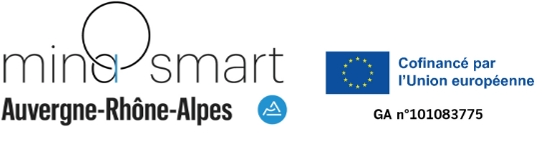 mind smart
Auvergne-Rhône-Alpes
Cofinancé par
l'Union européenne
GA n°101083775